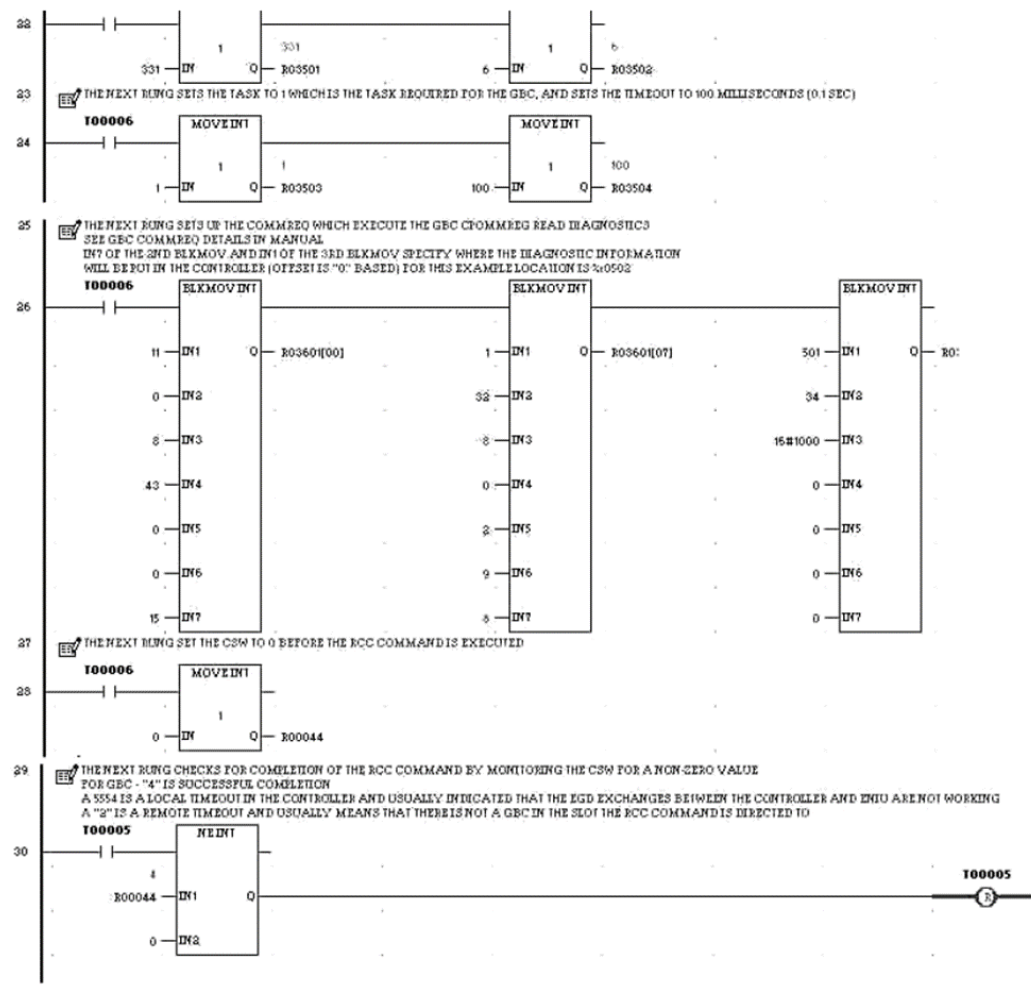 22
1 331 1 6
331 IN Q R03501 6 IN Q R03502
23 THE NEXT RUNG SETS THE TASK TO 1 WHICH IS THE TASK REQUIRED FOR THE GBC, AND SETS THE TIMEOUT TO 100 MILLISECONDS (0.1 SEC)
T00006 MOVE INT MOVE INT
24
1 1 1 100
1 IN Q R03503 100 IN Q R03504
25 THE NEXT RUNG SETS UP THE COMMREQ WHICH EXECUTE THE GBC CPOMMREG READ DIAGNOSTICS
SEE GBC COMMREQ DETAILS IN MANUAL
IN7 OF THE 2ND BLKMOV AND IN1 OF THE 3RD BLKMOV SPECIFY WHERE THE DIAGNOSTIC INFORMATION
WILL BE PUT IN THE CONTROLLER (OFFSET IS "0" BASED) FOR THIS EXAMPLE LOCATION IS %r0502
T00006 BLKMOV INT BLKMOV INT BLKMOV INT
26
11 IN1 Q R03601[00] 1 IN1 Q R03601[07] 501 IN1 Q
0 IN2 32 IN2 34 IN2
8 IN3 8 IN3 16#1000 IN3
43 IN4 0 IN4 0 IN4
0 IN5 2 IN5 0 IN5
0 IN6 9 IN6 0 IN6
15 IN7 8 IN7 0 IN7
27 THE NEXT RUNG SET THE CSW TO 0 BEFORE THE RCC COMMAND IS EXECUTED
T00006 MOVE INT
28
1
0 IN Q R00044
29 THE NEXT RUNG CHECKS FOR COMPLETION OF THE RCC COMMAND BY MONITORING THE CSW FOR A NON-ZERO VALUE
FOR GBC - "4" IS SUCCESSFUL COMPLETION
A 5554 IS A LOCAL TIMEOUT IN THE CONTROLLER AND USUALLY INDICATED THAT THE EGD EXCHANGES BETWEEN THE CONTROLLER AND ENIU ARE NOT WORKING
A "2" IS A REMOTE TIMEOUT AND USUALLY MEANS THAT THERE IS NOT A GBC IN THE SLOT THE RCC COMMAND IS DIRECTED TO
T00005 NE INT
30
4 T00005
R00044 IN1 Q R
0 IN2